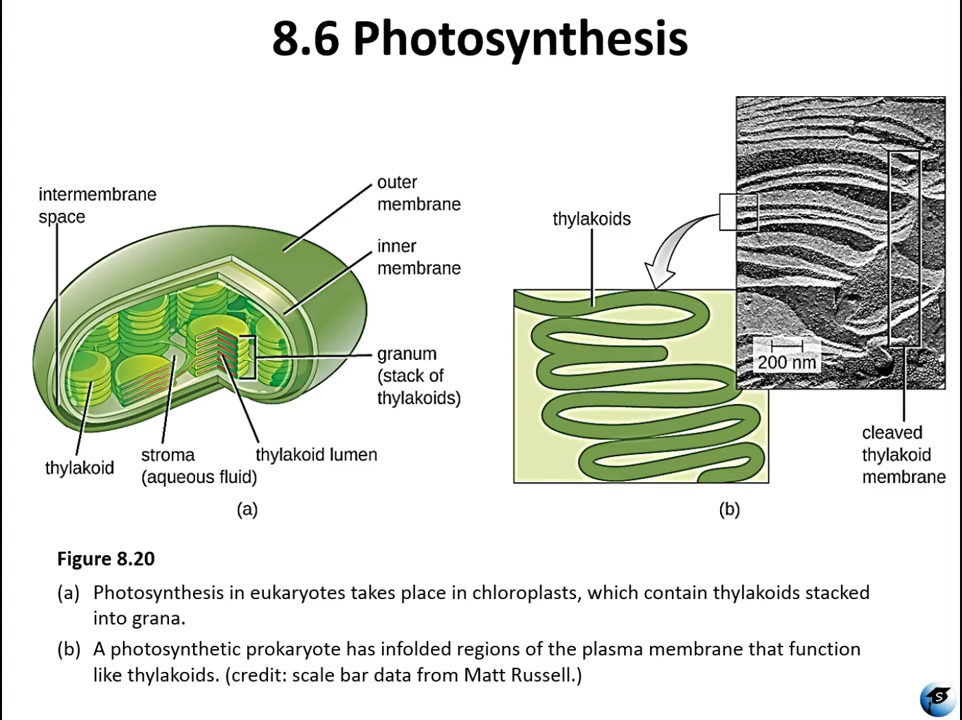 8.6 Photosynthesis
intermembrane
space
outer
membrane
inner
membrane
granum
(stack of
thylakoids)
thylakoid
stroma
(aqueous fluid)
thylakoid lumen
(a)
thylakoids
200 nm
cleaved
thylakoid
membrane
(b)
Figure 8.20
(a) Photosynthesis in eukaryotes takes place in chloroplasts, which contain thylakoids stacked
into grana.
(b) A photosynthetic prokaryote has infolded regions of the plasma membrane that function
like thylakoids. (credit: scale bar data from Matt Russell.)
S